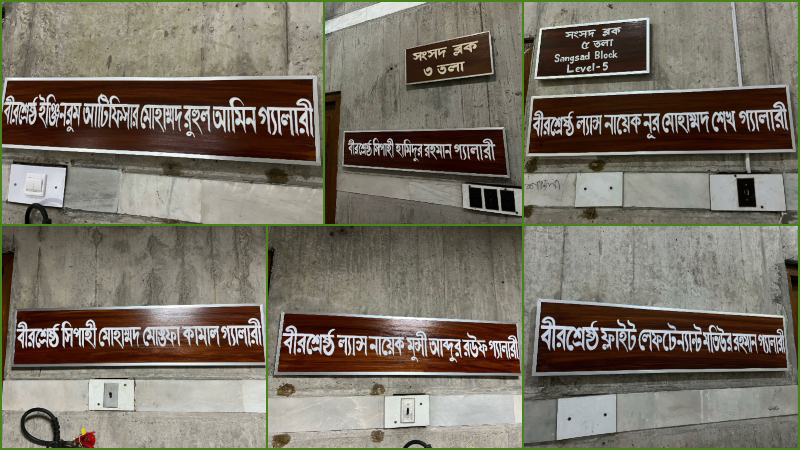 বীরশ্রেষ্ঠ ইঞ্জিনরুম আর্টিফিসার মোহাম্মদ রুহুল আমিন গ্যালারী
সংসদ ব্লক
৩ তলা
বীরশ্রেষ্ঠ সিপাহী হামিদুর রহমান গ্যালারী
সংসদ ব্লক
৫ তলা
Sangsad Block
Level-5
বীরশ্রেষ্ঠ ল্যান্স নায়েক নূর মোহাম্মদ শেখ গ্যালারী
বীরশ্রেষ্ঠ সিপাহী মোহাম্মদ মোস্তফা কামাল গ্যালারী
বীরশ্রেষ্ঠ ল্যান্স নায়েক মুন্সী আব্দুর রউফ গ্যালারী
বীরশ্রেষ্ঠ ফ্লাইট লেফটেন্যান্ট মতিউর রহমান গ্যালারী